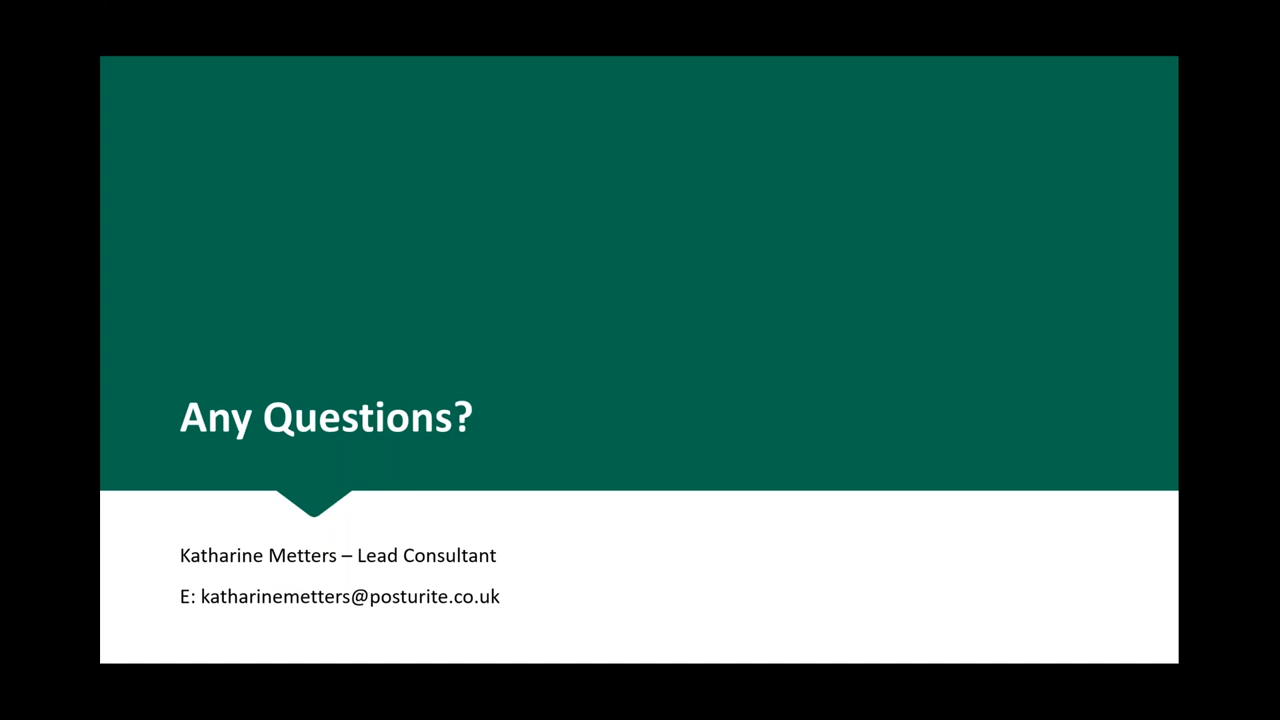 Any Questions?
Katharine Metters – Lead Consultant
E: katharinemetters@posturite.co.uk